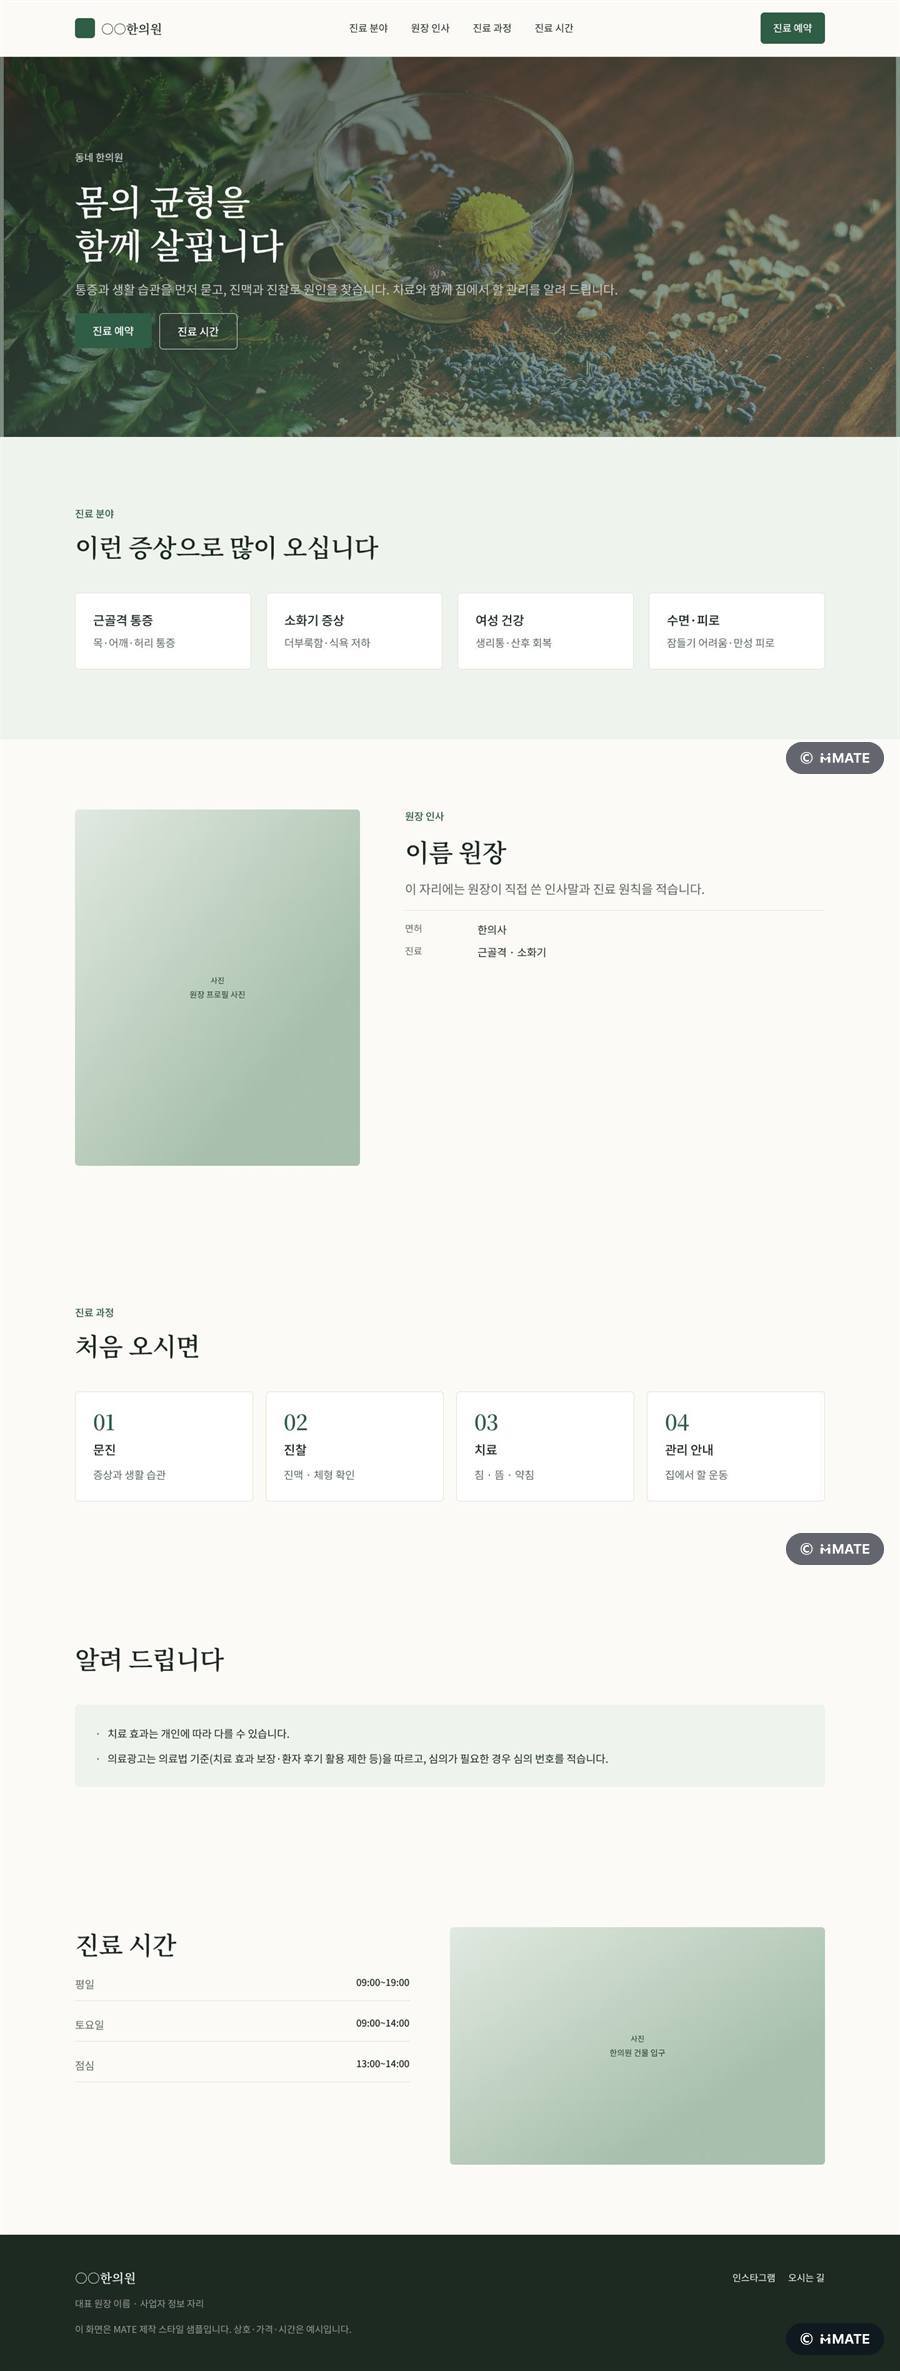 ○○한의원
진료 분야
원장 인사
진료 과정
진료 시간
진료 예약
동네 한의원
몸의 균형을
함께 살핍니다
통증과 생활 습관을 먼저 묻고, 진맥과 진찰로 원인을 찾습니다. 치료와 함께 집에서 할 관리를 알려 드립니다.
진료 예약
진료 시간
진료 분야
이런 증상으로 많이 오십니다
근골격 통증
목·어깨·허리 통증
소화기 증상
더부룩함·식욕 저하
여성 건강
생리통·산후 회복
수면·피로
잠들기 어려움·만성 피로
© MATE
사진
원장 프로필 사진
원장 인사
이름 원장
이 자리에는 원장이 직접 쓴 인사말과 진료 원칙을 적습니다.
면허 한의사
진료 근골격 · 소화기
진료 과정
처음 오시면
01
문진
증상과 생활 습관
02
진찰
진맥 · 체형 확인
03
치료
침 · 뜸 · 약침
04
관리 안내
집에서 할 운동
© MATE
알려 드립니다
· 치료 효과는 개인에 따라 다를 수 있습니다.
· 의료광고는 의료법 기준(치료 효과 보장·환자 후기 활용 제한 등)을 따르고, 심의가 필요한 경우 심의 번호를 적습니다.
진료 시간
평일 09:00~19:00
토요일 09:00~14:00
점심 13:00~14:00
사진
한의원 건물 입구
○○한의원
대표 원장 이름 · 사업자 정보 자리
이 화면은 MATE 제작 스타일 샘플입니다. 상호·가격·시간은 예시입니다.
인스타그램
오시는 길
© MATE